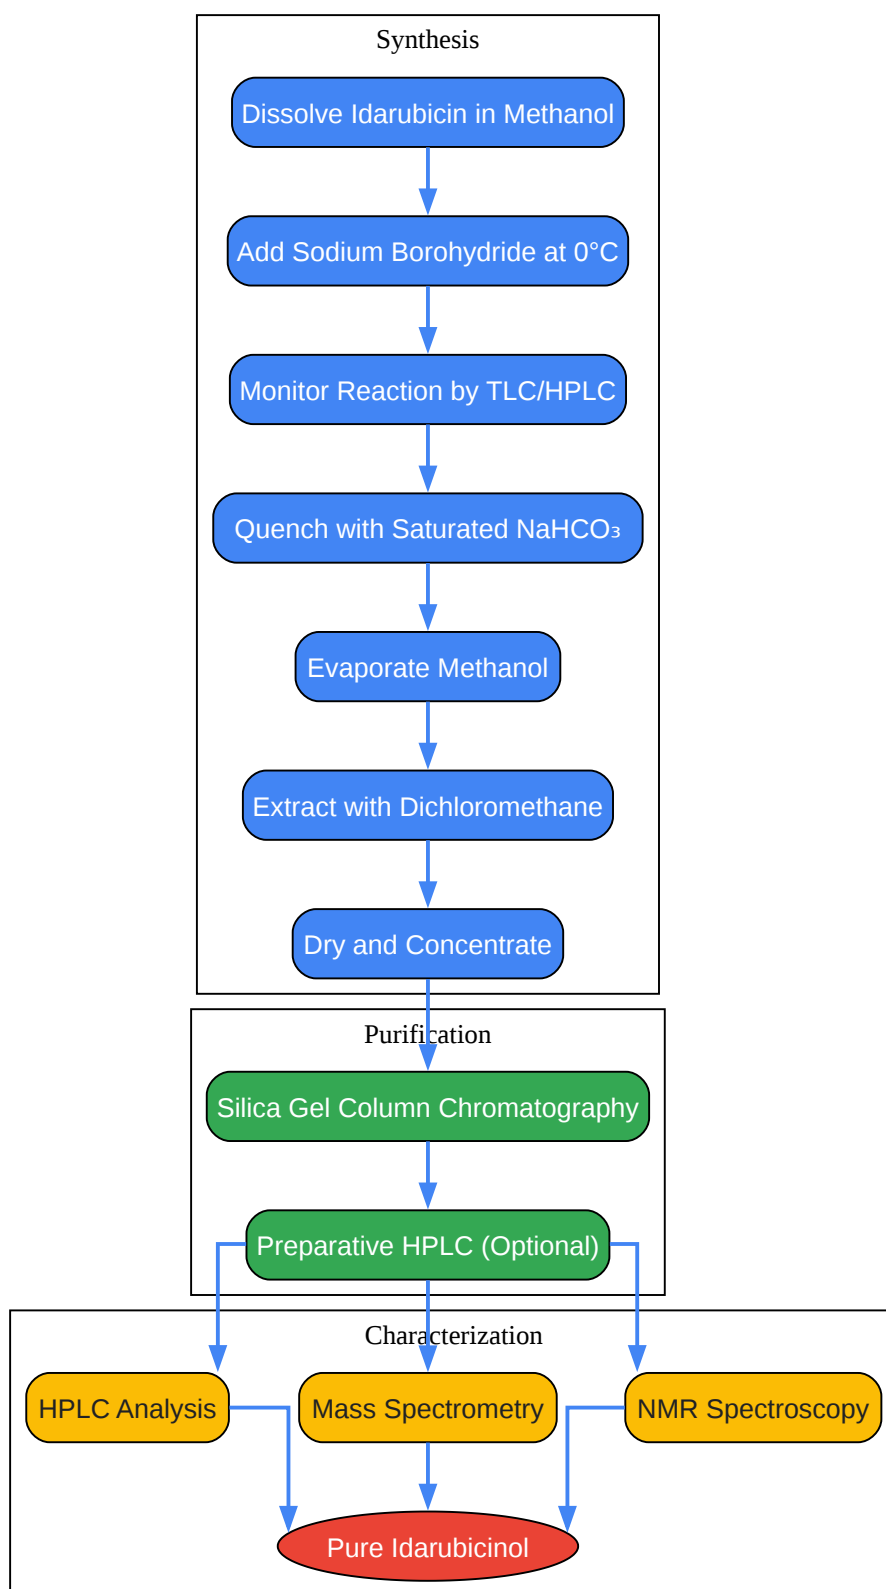 Synthesis
Dissolve Idarubicin in Methanol
Add Sodium Borohydride at 0°C
Monitor Reaction by TLC/HPLC
Quench with Saturated NaHCO₃
Evaporate Methanol
Extract with Dichloromethane
Dry and Concentrate
Purification
Silica Gel Column Chromatography
Preparative HPLC (Optional)
Characterization
HPLC Analysis
Mass Spectrometry
NMR Spectroscopy
Pure Idarubicinol